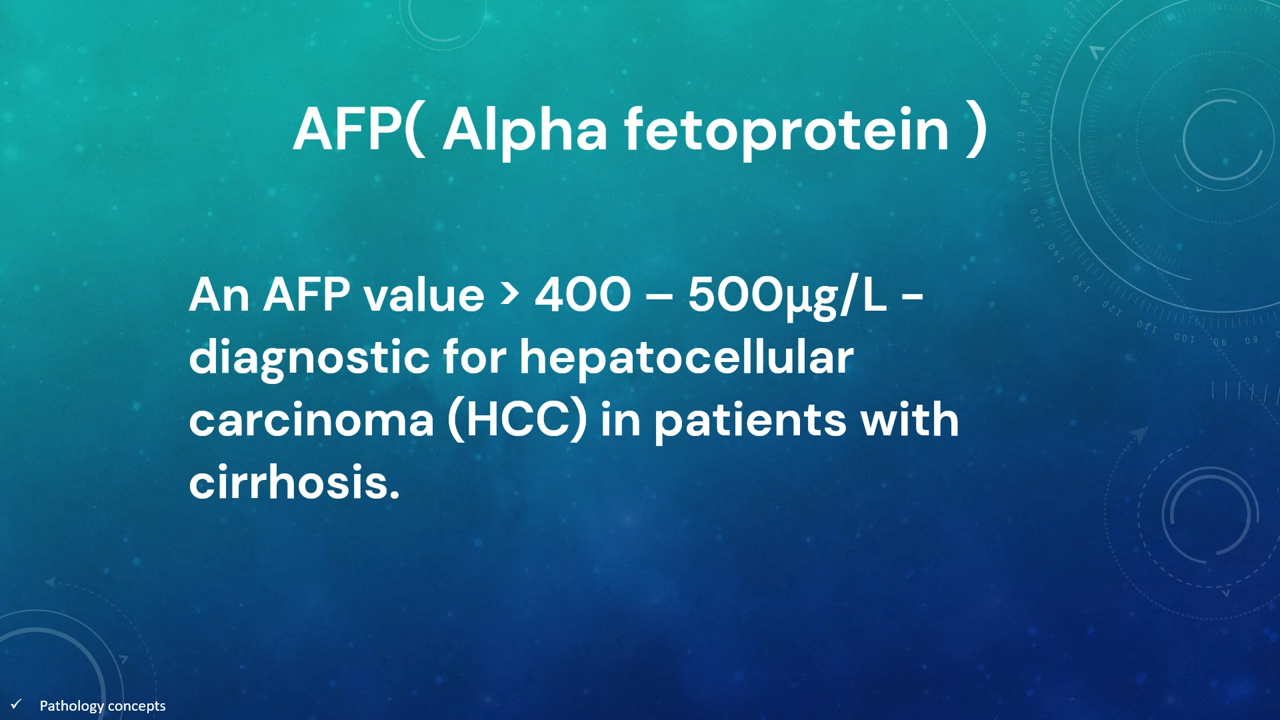 AFP( Alpha fetoprotein )
An AFP value > 400 – 500µg/L -
diagnostic for hepatocellular
carcinoma (HCC) in patients with
cirrhosis.
✓ Pathology concepts